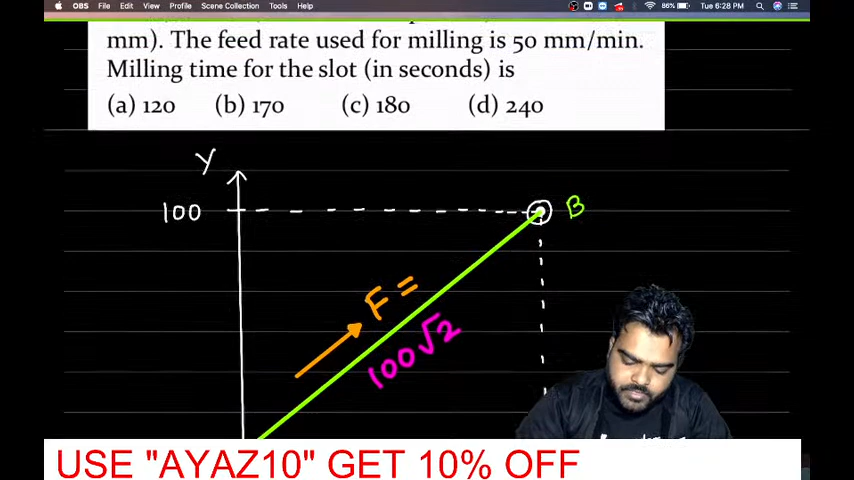 OBS File Edit View Profile Scene Collection Tools Help 86% Tue 6:28 PM
mm). The feed rate used for milling is 50 mm/min.
Milling time for the slot (in seconds) is
(a) 120 (b) 170 (c) 180 (d) 240
Y
100
B
F =
100√2
USE "AYAZ10" GET 10% OFF